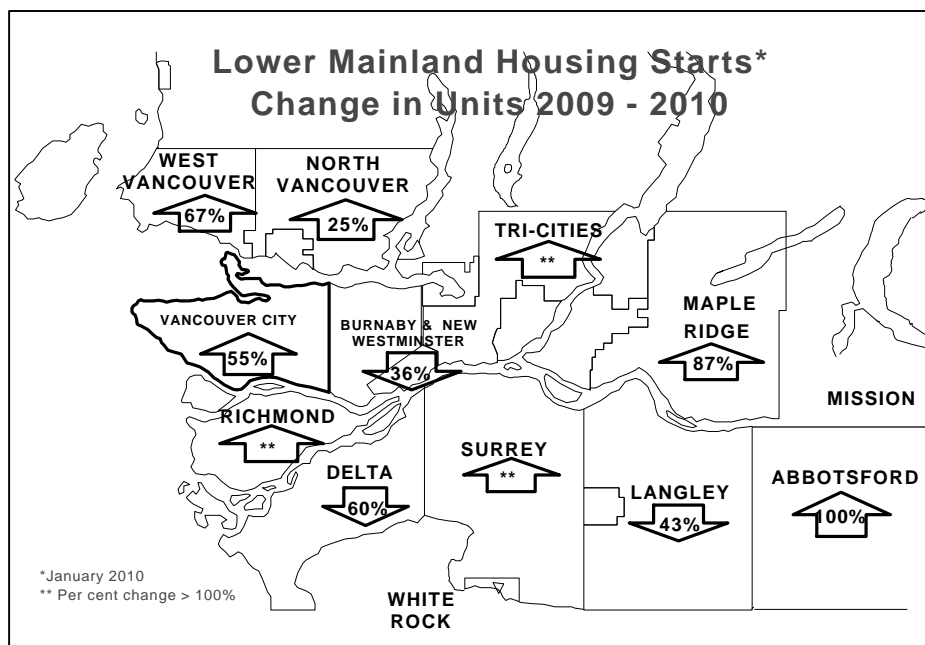 Lower Mainland Housing Starts*
Change in Units 2009 - 2010
WEST
VANCOUVER
67%
NORTH
VANCOUVER
25%
TRI-CITIES
**
VANCOUVER CITY
55%
BURNABY & NEW
WESTMINSTER
36%
MAPLE
RIDGE
87%
MISSION
RICHMOND
**
DELTA
60%
SURREY
**
LANGLEY
43%
ABBOTSFORD
100%
WHITE
ROCK
*January 2010
** Per cent change > 100%